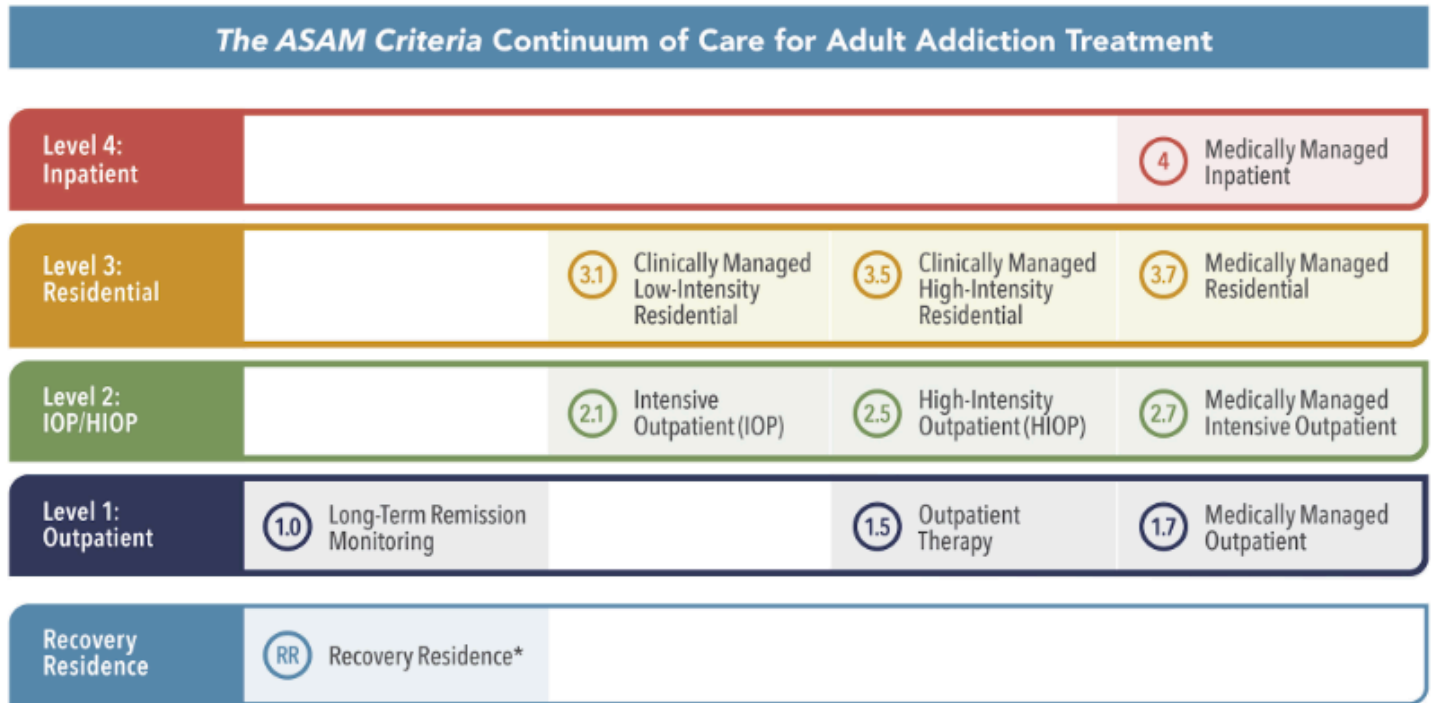 The ASAM Criteria Continuum of Care for Adult Addiction Treatment
Level 4:
Inpatient
4
Medically Managed
Inpatient
Level 3:
Residential
3.1
Clinically Managed
Low-Intensity
Residential
3.5
Clinically Managed
High-Intensity
Residential
3.7
Medically Managed
Residential
Level 2:
IOP/HIOP
2.1
Intensive
Outpatient (IOP)
2.5
High-Intensity
Outpatient (HIOP)
2.7
Medically Managed
Intensive Outpatient
Level 1:
Outpatient
1.0
Long-Term Remission
Monitoring
1.5
Outpatient
Therapy
1.7
Medically Managed
Outpatient
Recovery
Residence
RR
Recovery Residence*